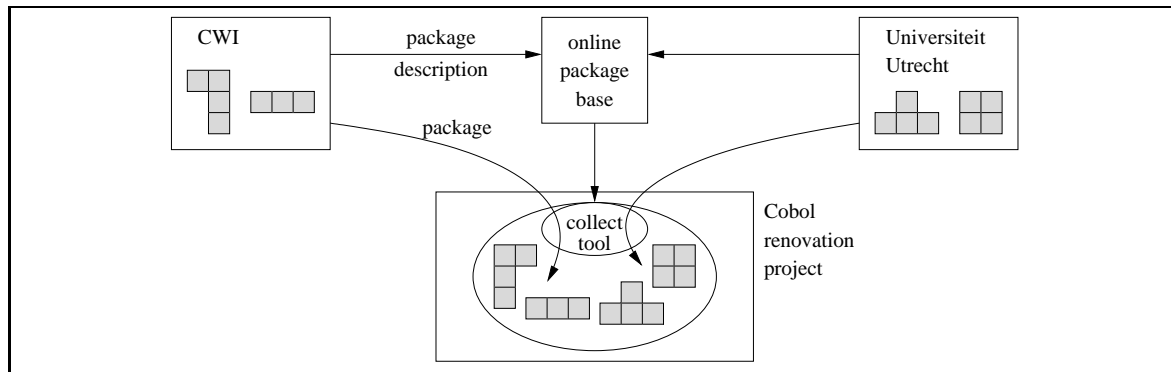 CWI
package
description
online
package
base
Universiteit
Utrecht
package
collect
tool
Cobol
renovation
project